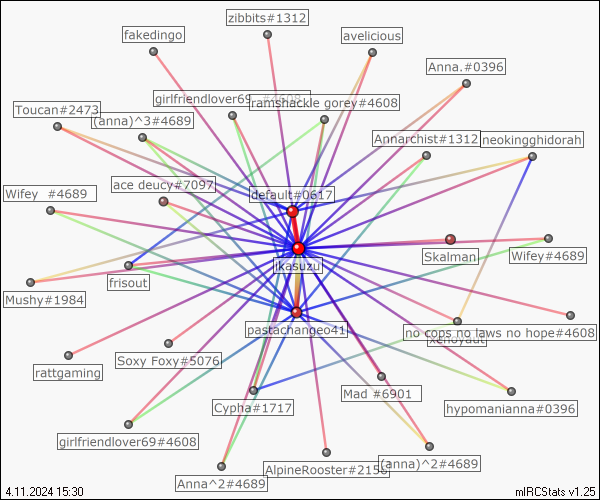 zibbits#1312
fakedingo
avelicious
Anna.#0396
girlfriendlover69 #4608
ramshackle gorey#4608
Toucan#2473
(anna)^3#4689
Annarchist#1312
neokingghidorah
ace deucy#7097
Wifey #4689
default#0617
Skalman
Wifey#4689
ikasuzu
frisout
Mushy#1984
pastachangeo41
no cops no laws no hope#4608
xenoyaut
Soxy Foxy#5076
rattgaming
Mad #6901
Cypha#1717
hypomanianna#0396
girlfriendlover69#4608
AlpineRooster#2156
(anna)^2#4689
Anna^2#4689
4.11.2024 15:30
mIRCStats v1.25